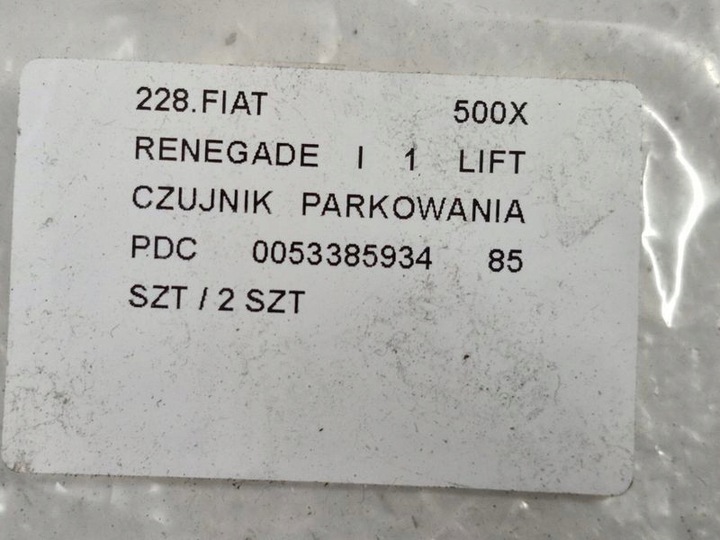 228.FIAT 500X
RENEGADE I 1 LIFT
CZUJNIK PARKOWANIA
PDC 0053385934 85
SZT / 2 SZT